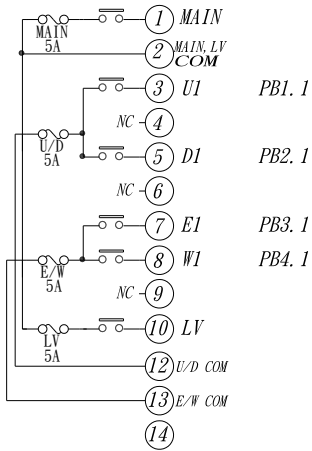 1 MAIN
MAIN
5A
2 MAIN, LV
COM
3 U1 PB1. 1
NC 4
U/D
5A
5 D1 PB2. 1
NC 6
7 E1 PB3. 1
8 W1 PB4. 1
E/W
5A
NC 9
10 LV
LV
5A
12 U/D COM
13 E/W COM
14